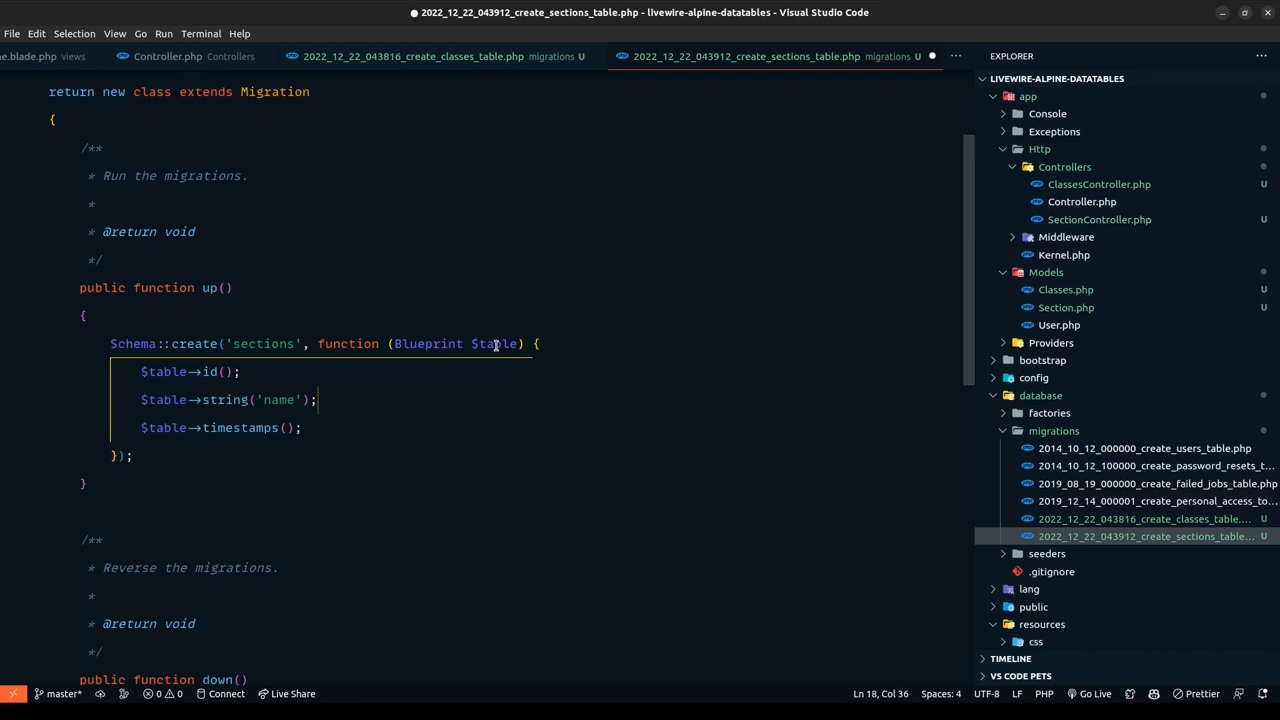 2022_12_22_043912_create_sections_table.php - livewire-alpine-datatables - Visual Studio Code
File Edit Selection View Go Run Terminal Help
ne.blade.php views Controller.php Controllers 2022_12_22_043816_create_classes_table.php migrations U 2022_12_22_043912_create_sections_table.php migrations U
return new class extends Migration
{
/**
* Run the migrations.
*
* @return void
*/
public function up()
{
Schema::create('sections', function (Blueprint $table) {
$table->id();
$table->string('name');
$table->timestamps();
});
}
/**
* Reverse the migrations.
*
* @return void
*/
public function down()
EXPLORER
LIVEWIRE-ALPINE-DATATABLES
app
Console
Exceptions
Http
Controllers
ClassesController.php U
Controller.php
SectionController.php U
Middleware
Kernel.php
Models
Classes.php U
Section.php U
User.php
Providers
bootstrap
config
database
factories
migrations
2014_10_12_000000_create_users_table.php
2014_10_12_100000_create_password_resets_t...
2019_08_19_000000_create_failed_jobs_table.php
2019_12_14_000001_create_personal_access_to...
2022_12_22_043816_create_classes_table.... U
2022_12_22_043912_create_sections_table... U
seeders
.gitignore
lang
public
resources
css
TIMELINE
VS CODE PETS
master* 0 0 Connect Live Share Ln 18, Col 36 Spaces: 4 UTF-8 LF PHP Go Live Prettier